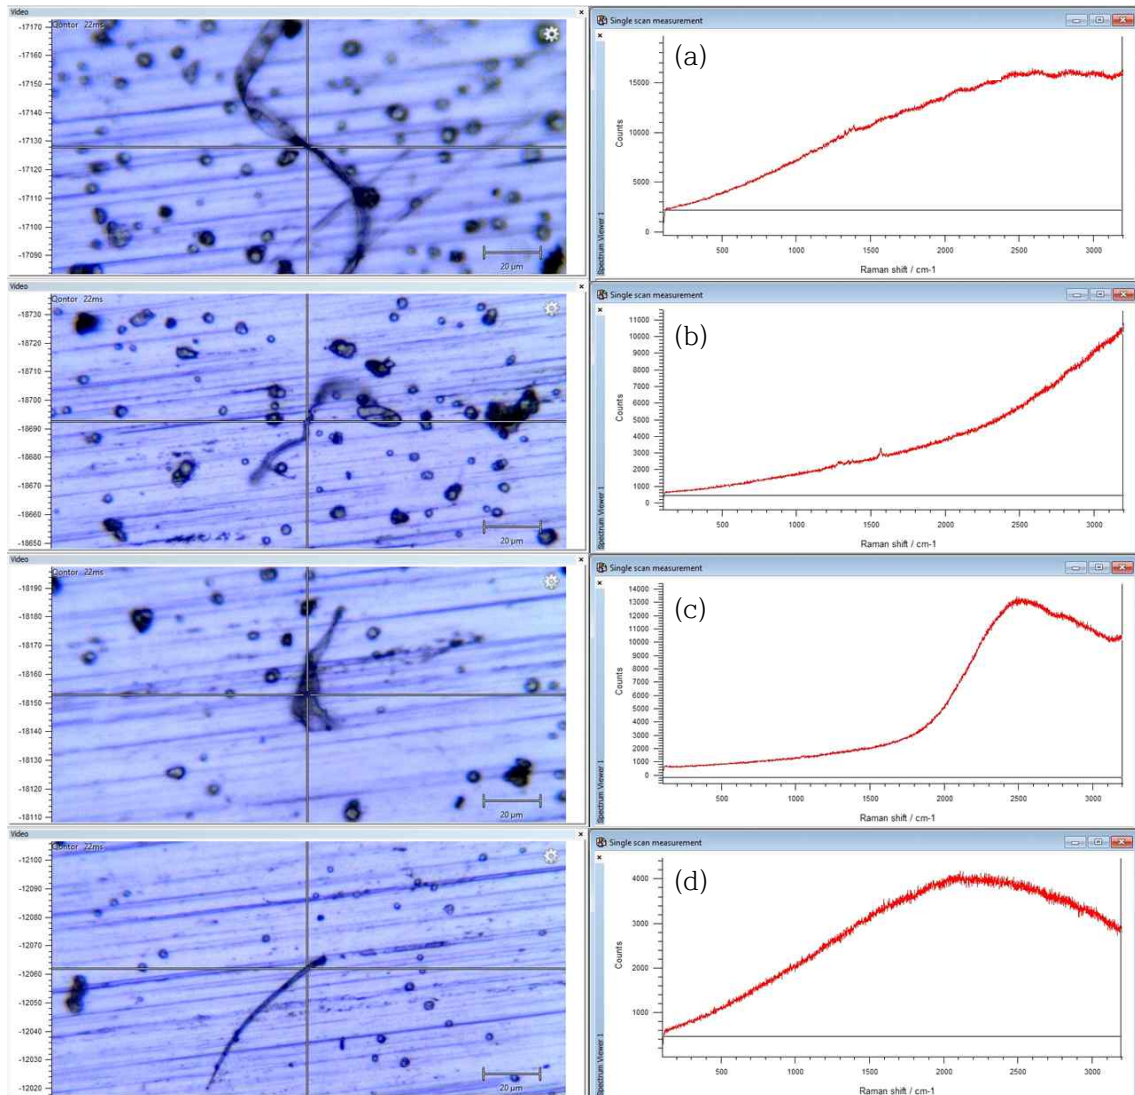 Video
Qontor 22ms
-17170
-17160
-17150
-17140
-17130
-17120
-17110
-17100
-17090
20 µm
Single scan measurement
(a)
Counts
15000
10000
5000
0
500 1000 1500 2000 2500 3000
Raman shift / cm-1
Spectrum Viewer 1
Video
Qontor 22ms
-18730
-18720
-18710
-18700
-18690
-18680
-18670
-18660
-18650
20 µm
Single scan measurement
(b)
Counts
11000
10000
9000
8000
7000
6000
5000
4000
3000
2000
1000
0
500 1000 1500 2000 2500 3000
Raman shift / cm-1
Spectrum Viewer 1
Video
Qontor 22ms
-18190
-18180
-18170
-18160
-18150
-18140
-18130
-18120
-18110
20 µm
Single scan measurement
(c)
Counts
14000
13000
12000
11000
10000
9000
8000
7000
6000
5000
4000
3000
2000
1000
0
500 1000 1500 2000 2500 3000
Raman shift / cm-1
Spectrum Viewer 1
Video
Qontor 22ms
-12100
-12090
-12080
-12070
-12060
-12050
-12040
-12030
-12020
20 µm
Single scan measurement
(d)
Counts
4000
3000
2000
1000
500 1000 1500 2000 2500 3000
Raman shift / cm-1
Spectrum Viewer 1